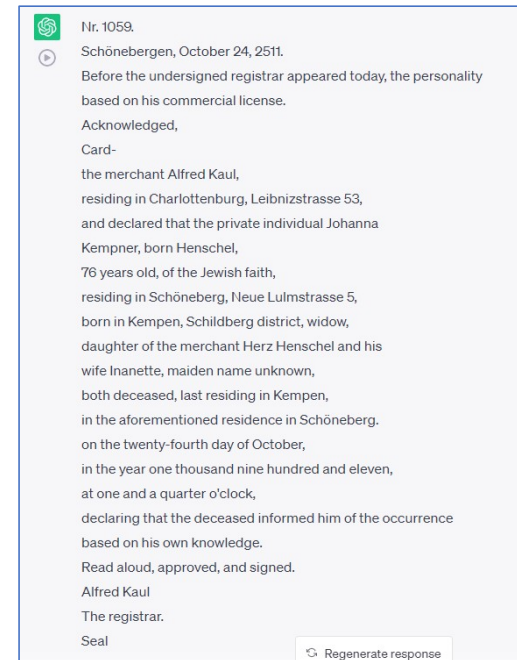 Nr. 1059.
Schönebergen, October 24, 2511.
Before the undersigned registrar appeared today, the personality
based on his commercial license.
Acknowledged,
Card-
the merchant Alfred Kaul,
residing in Charlottenburg, Leibnizstrasse 53,
and declared that the private individual Johanna
Kempner, born Henschel,
76 years old, of the Jewish faith,
residing in Schöneberg, Neue Lulmstrasse 5,
born in Kempen, Schildberg district, widow,
daughter of the merchant Herz Henschel and his
wife Inanette, maiden name unknown,
both deceased, last residing in Kempen,
in the aforementioned residence in Schöneberg.
on the twenty-fourth day of October,
in the year one thousand nine hundred and eleven,
at one and a quarter o'clock,
declaring that the deceased informed him of the occurrence
based on his own knowledge.
Read aloud, approved, and signed.
Alfred Kaul
The registrar.
Seal
Regenerate response